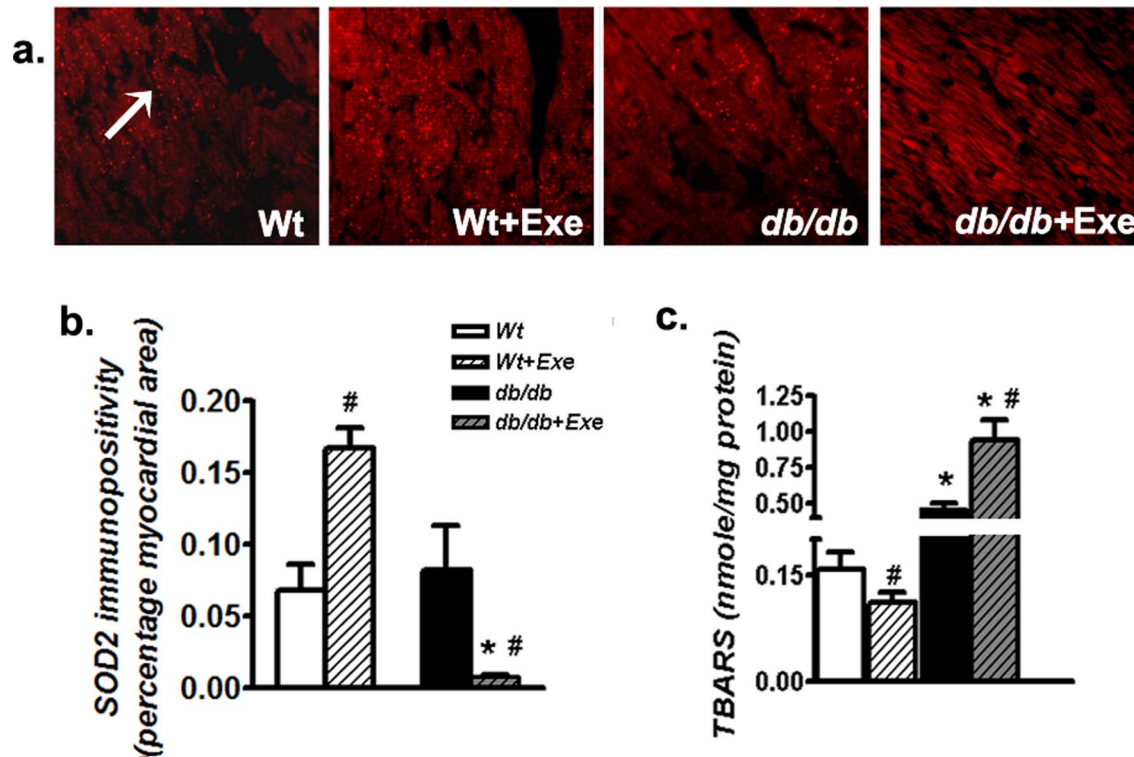 a.
Wt
Wt+Exe
db/db
db/db+Exe
b.
SOD2 immunopositivity
(percentage myocardial area)
0.20
0.15
0.10
0.05
0.00
#
* #
Wt
Wt+Exe
db/db
db/db+Exe
c.
TBARS (nmole/mg protein)
1.25
1.00
0.75
0.50
0.15
0.00
#
*
* #